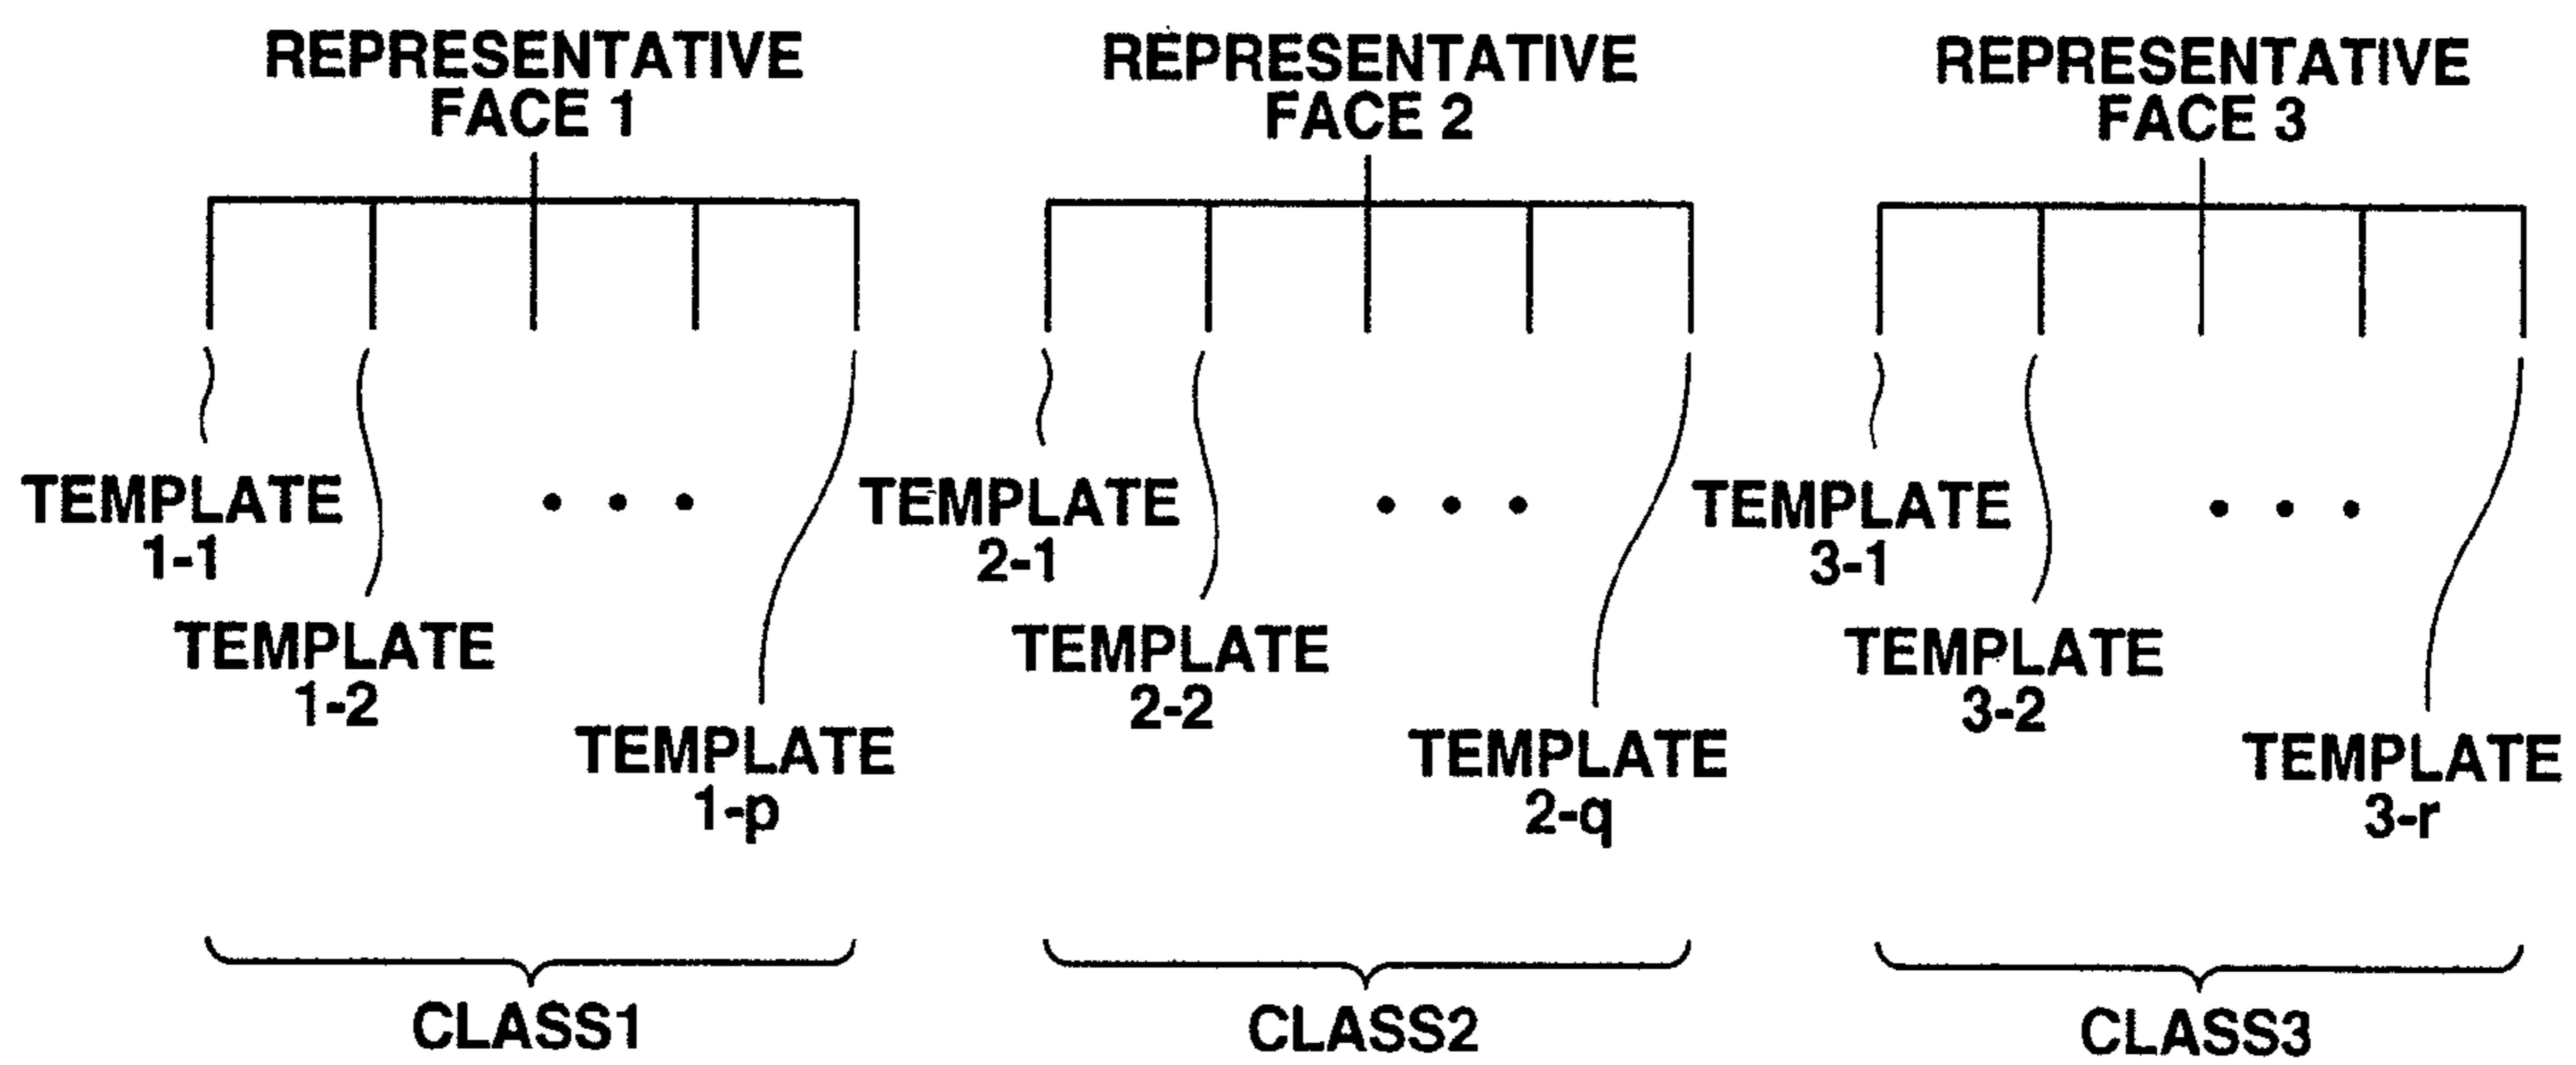 REPRESENTATIVE
FACE 1
REPRESENTATIVE
FACE 2
REPRESENTATIVE
FACE 3
TEMPLATE
1-1
TEMPLATE
1-2
• • •
TEMPLATE
1-p
TEMPLATE
2-1
TEMPLATE
2-2
• • •
TEMPLATE
2-q
TEMPLATE
3-1
TEMPLATE
3-2
• • •
TEMPLATE
3-r
CLASS1
CLASS2
CLASS3